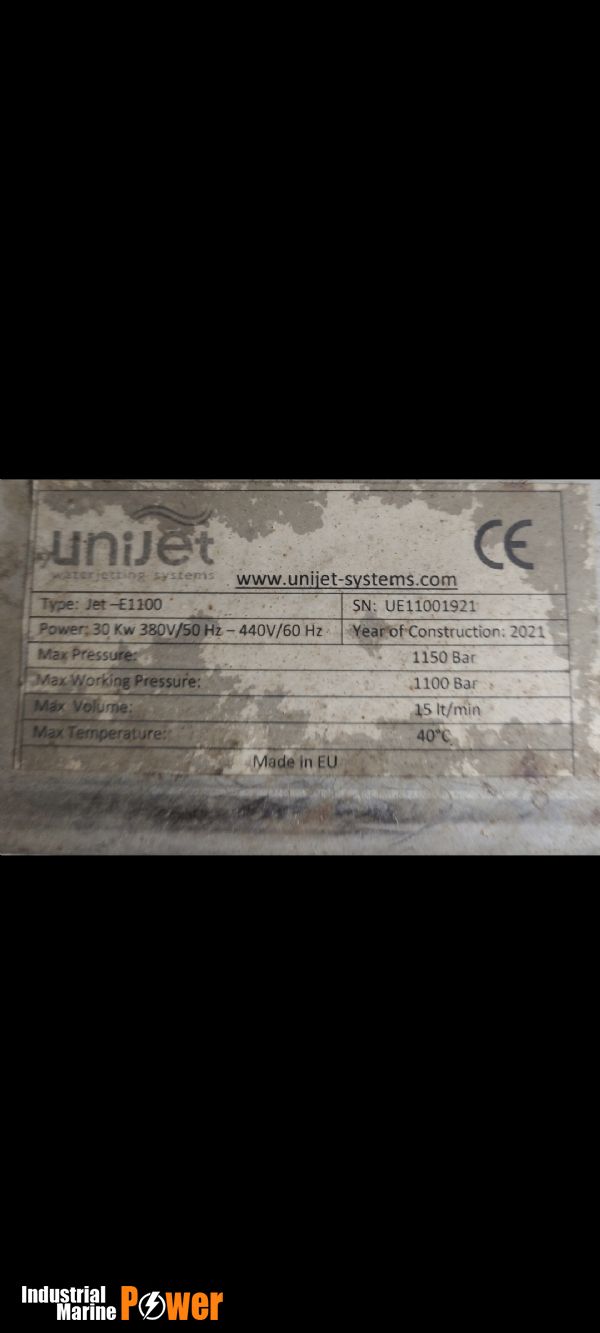 unijet
waterjetting systems
www.unijet-systems.com
CE
Type: Jet –E1100
SN: UE11001921
Power: 30 Kw 380V/50 Hz – 440V/60 Hz
Year of Construction: 2021
Max Pressure: 1150 Bar
Max Working Pressure: 1100 Bar
Max Volume: 15 lt/min
Max Temperature: 40°C
Made in EU
Industrial
Marine Power